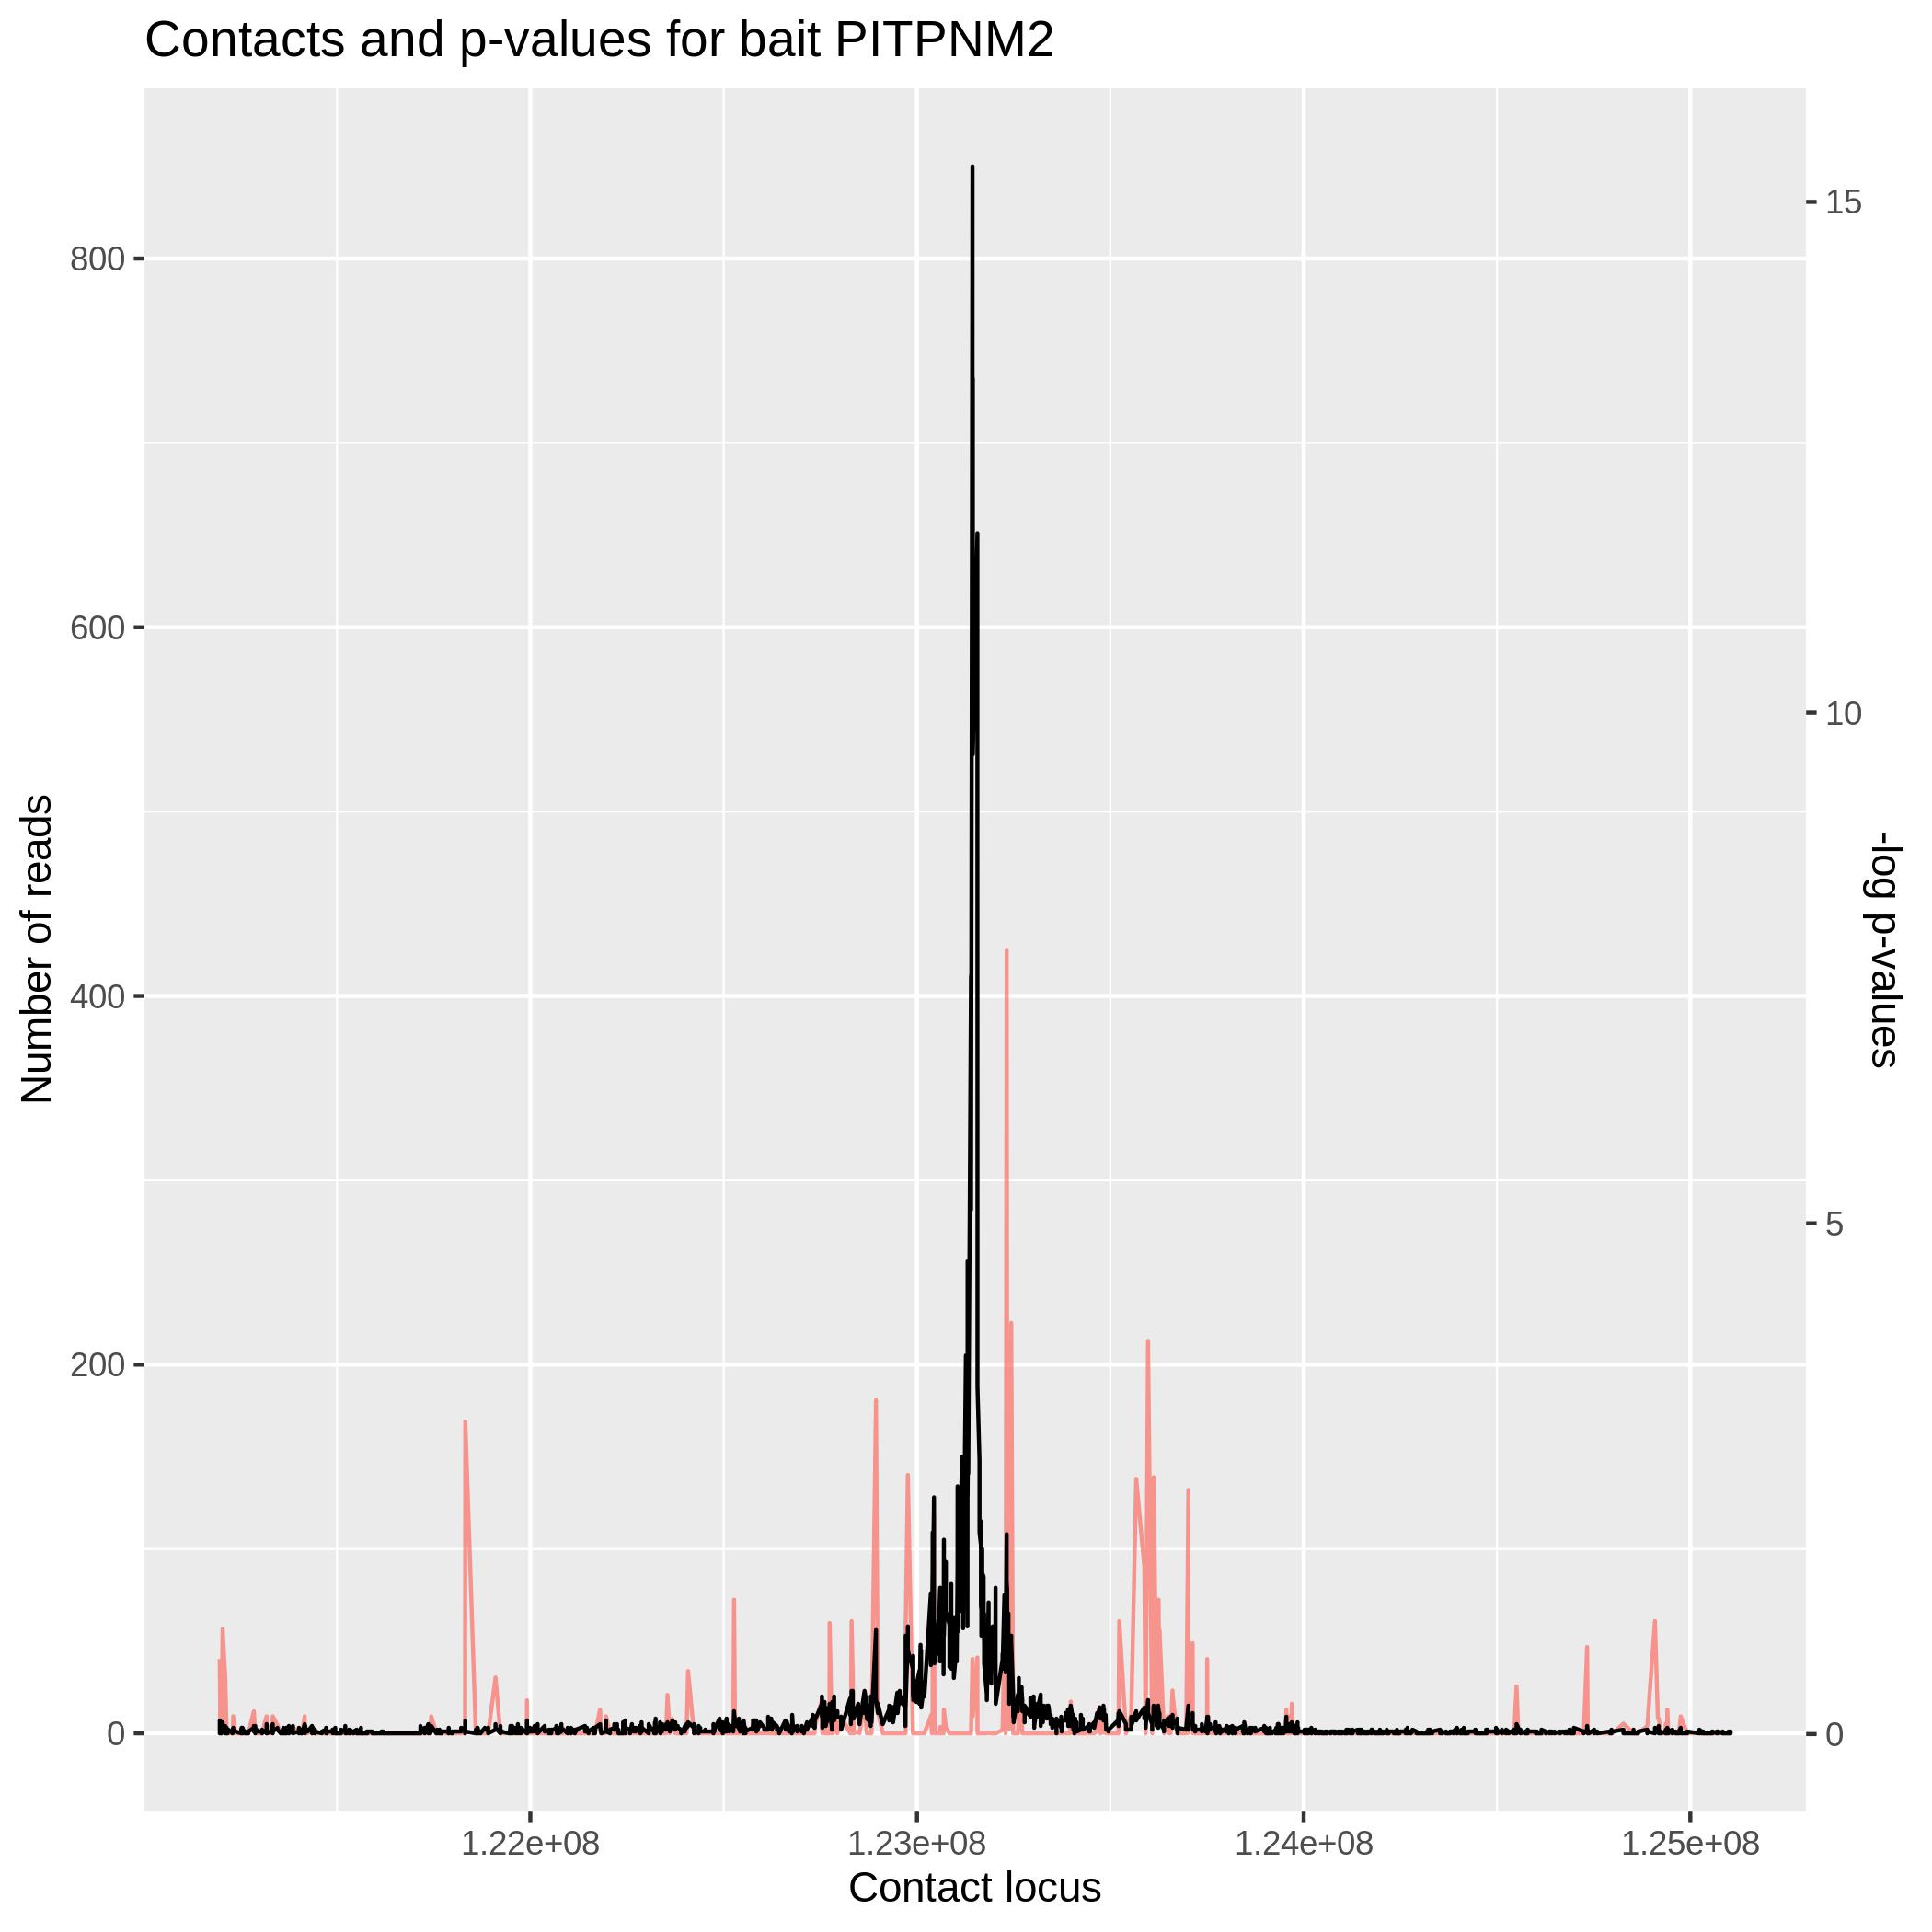 Contacts and p-values for bait PITPNM2
15
800
10
600
Number of reads
-log p-values
400
5
200
0
0
1.22e+08 1.23e+08 1.24e+08 1.25e+08
Contact locus